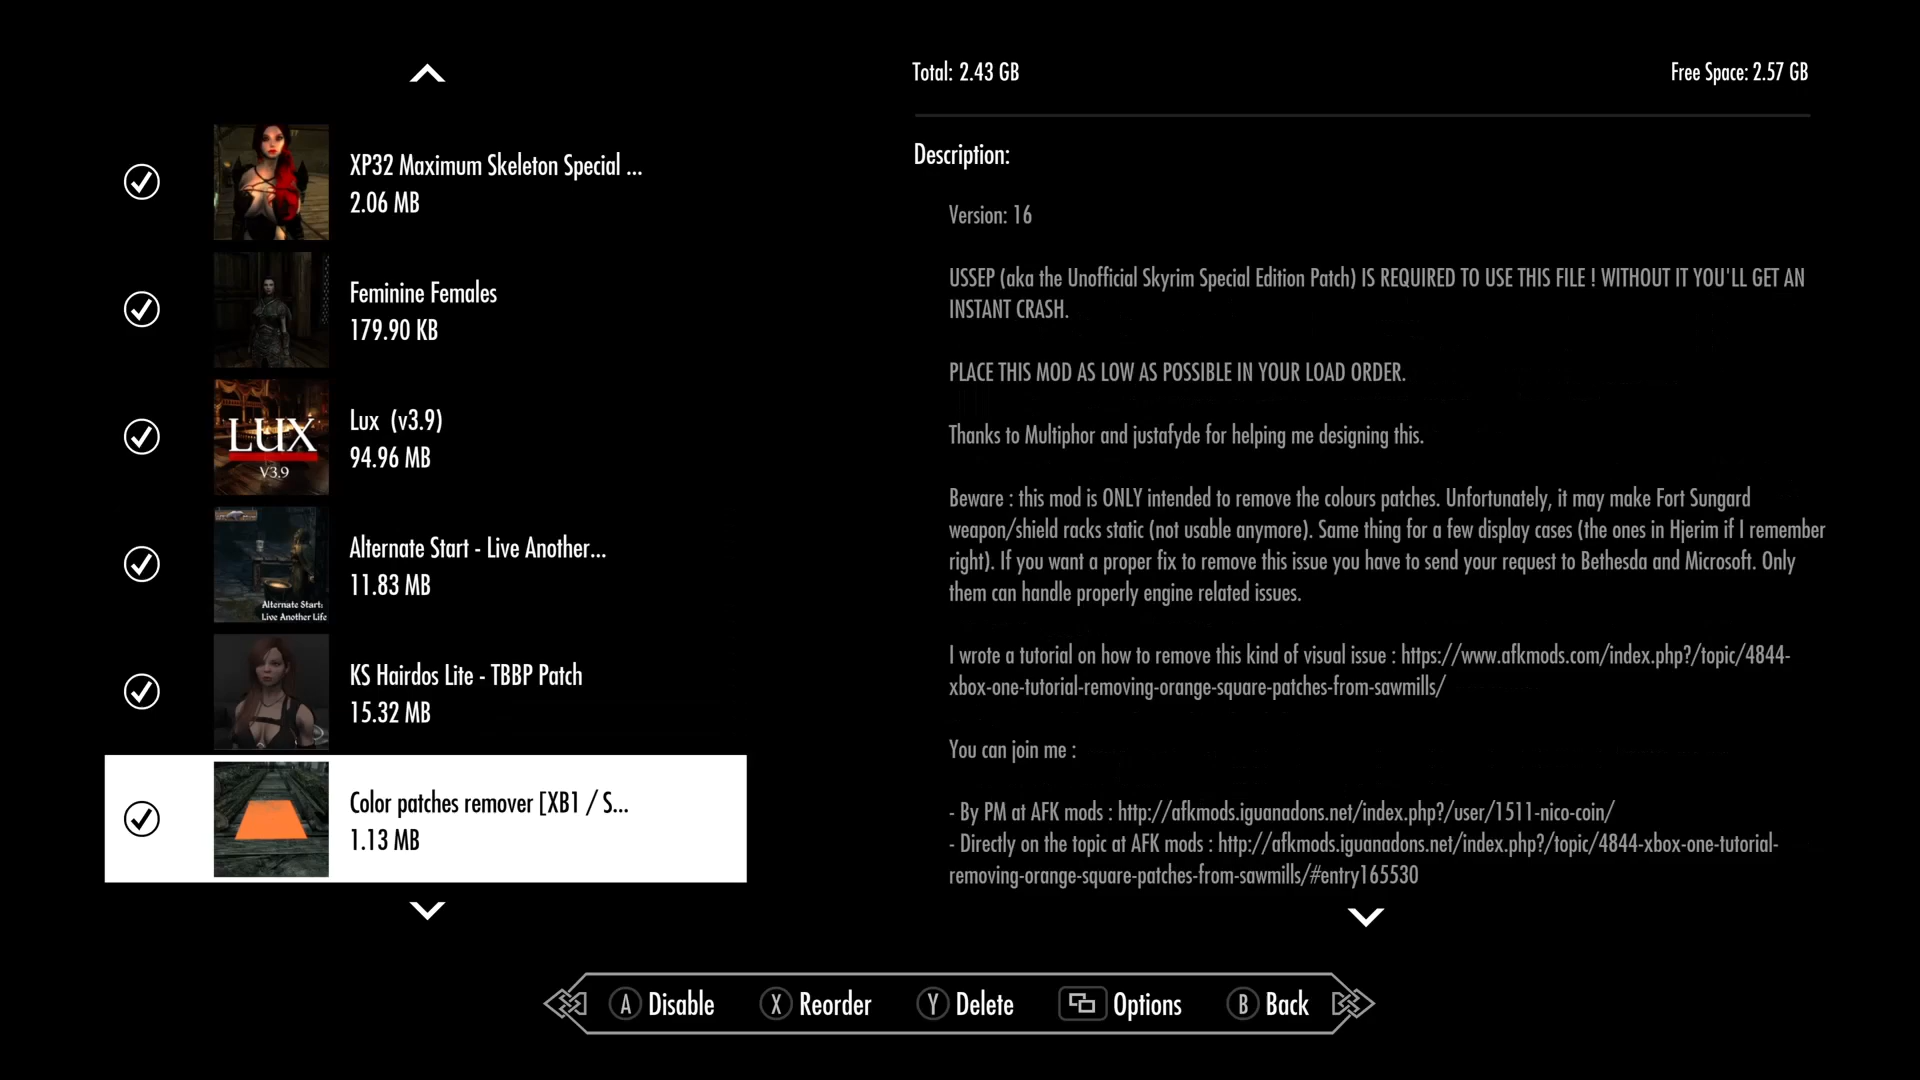 Total: 2.43 GB
Free Space: 2.57 GB
XP32 Maximum Skeleton Special ...
2.06 MB
Feminine Females
179.90 KB
LUX
V3.9
Lux (v3.9)
94.96 MB
Alternate Start:
Live Another Life
Alternate Start - Live Another...
11.83 MB
KS Hairdos Lite - TBBP Patch
15.32 MB
Color patches remover [XB1 / S...
1.13 MB
Description:
Version: 16
USSEP (aka the Unofficial Skyrim Special Edition Patch) IS REQUIRED TO USE THIS FILE ! WITHOUT IT YOU'LL GET AN
INSTANT CRASH.
PLACE THIS MOD AS LOW AS POSSIBLE IN YOUR LOAD ORDER.
Thanks to Multiphor and justafyde for helping me designing this.
Beware : this mod is ONLY intended to remove the colours patches. Unfortunately, it may make Fort Sungard
weapon/shield racks static (not usable anymore). Same thing for a few display cases (the ones in Hjerim if I remember
right). If you want a proper fix to remove this issue you have to send your request to Bethesda and Microsoft. Only
them can handle properly engine related issues.
I wrote a tutorial on how to remove this kind of visual issue : https://www.afkmods.com/index.php?/topic/4844-
xbox-one-tutorial-removing-orange-square-patches-from-sawmills/
You can join me :
- By PM at AFK mods : http://afkmods.iguanadons.net/index.php?/user/1511-nico-coin/
- Directly on the topic at AFK mods : http://afkmods.iguanadons.net/index.php?/topic/4844-xbox-one-tutorial-
removing-orange-square-patches-from-sawmills/#entry165530
A Disable X Reorder Y Delete Options B Back